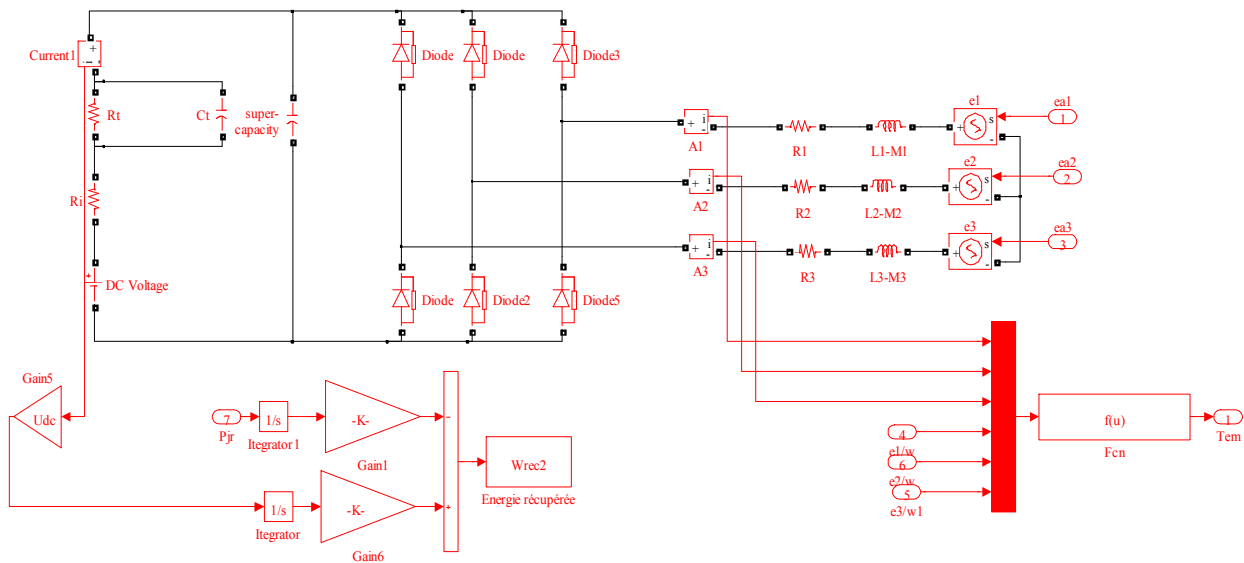 Current1
+
i
-
Rt
Ct
super-
capacity
Ri
+
DC Voltage
Diode
Diode
Diode3
Diode
Diode2
Diode5
+
i
-
A1
R1
L1-M1
e1
+
s
-
ea1
1
+
i
-
A2
R2
L2-M2
e2
+
s
-
ea2
2
+
i
-
A3
R3
L3-M3
e3
+
s
-
ea3
3
Gain5
Udc
7
Pjr
1/s
Itegrator1
-K-
Gain1
−
+
Wrec2
Energie récupérée
1/s
Itegrator
-K-
Gain6
4
e1/w
6
e2/w
5
e3/w1
f(u)
Fcn
1
Tem